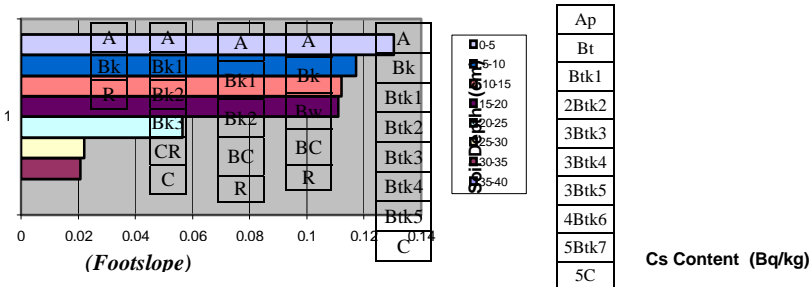 A
Bk
R
A
Bk1
Bk2
Bk3
CR
C
A
Bk1
Bk2
BC
R
A
Bk
Bw
BC
R
A
Bk
Btk1
Btk2
Btk3
Btk4
Btk5
C
1
0 0.02 0.04 0.06 0.08 0.1 0.12 0.14
(Footslope)
0-5
5-10
10-15
15-20
20-25
25-30
30-35
35-40
Soil Depth (cm)
Ap
Bt
Btk1
2Btk2
3Btk3
3Btk4
3Btk5
4Btk6
5Btk7
5C
Cs Content (Bq/kg)